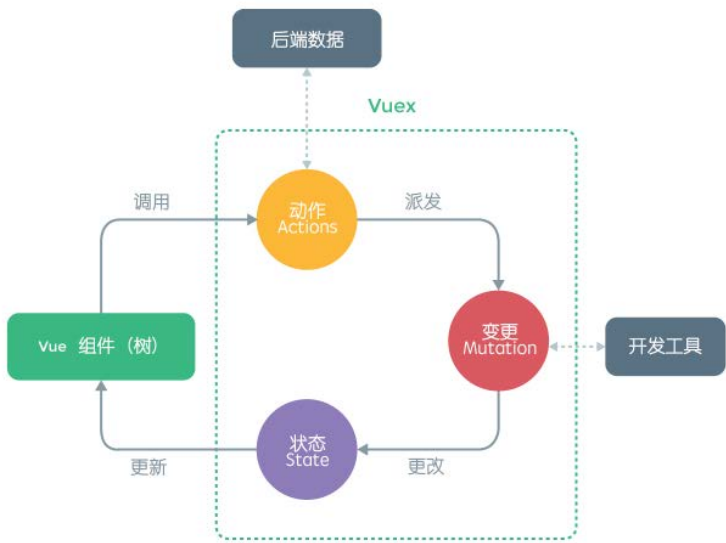 后端数据
Vuex
调用
动作
Actions
派发
Vue 组件（树）
变更
Mutation
开发工具
状态
State
更新
更改